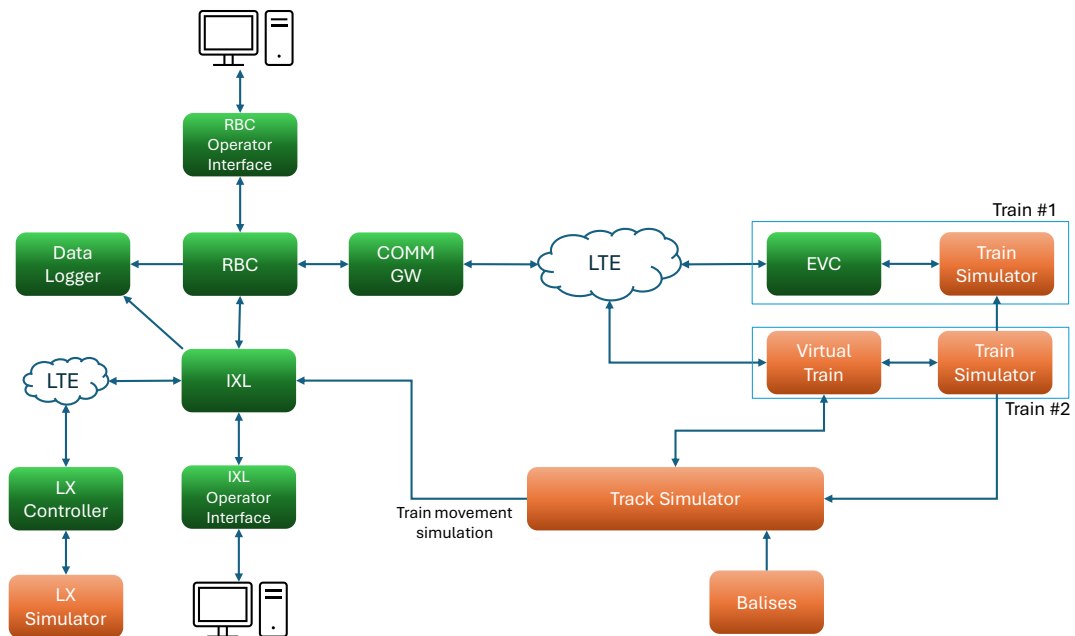 RBC
Operator
Interface
Train #1
Data
Logger
RBC
COMM
GW
LTE
EVC
Train
Simulator
LTE
IXL
Virtual
Train
Train
Simulator
Train #2
LX
Controller
IXL
Operator
Interface
Train movement
simulation
Track Simulator
LX
Simulator
Balises